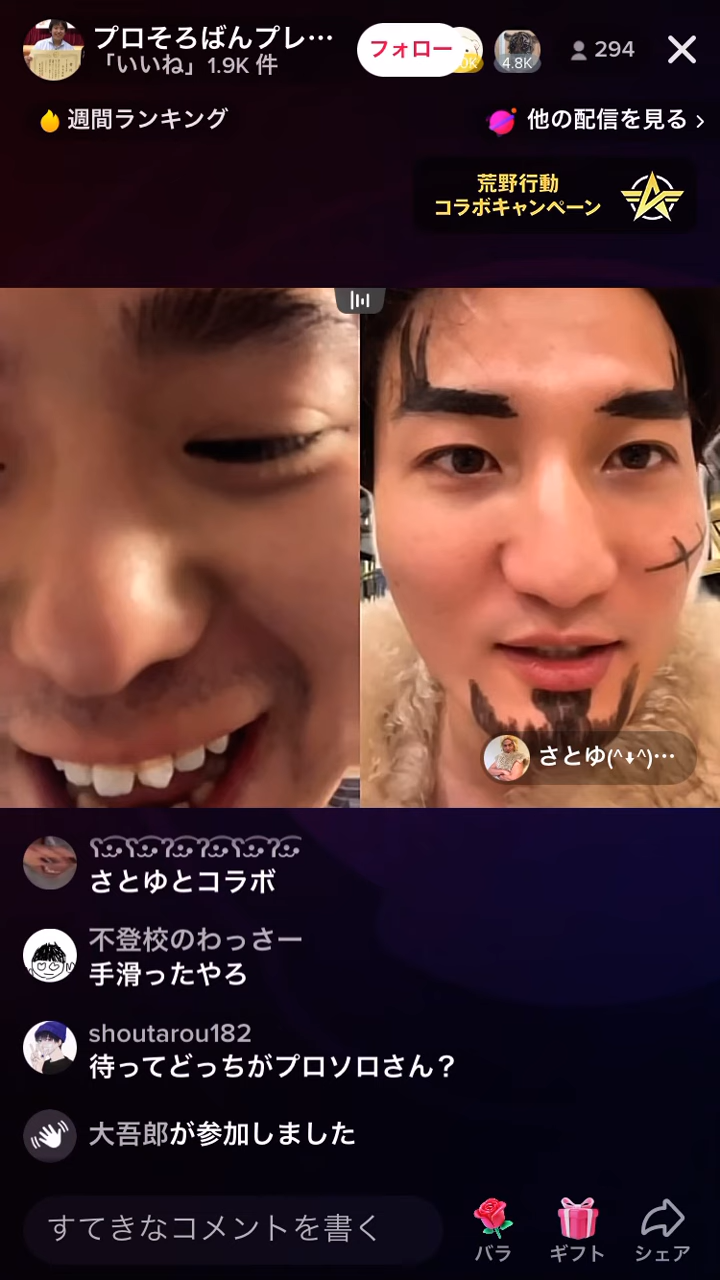 プロそろばんプレ…
「いいね」1.9K 件
フォロー
4.8K
294
週間ランキング
他の配信を見る
荒野行動
コラボキャンペーン
さとゆ(^⬇^)…
さとゆとコラボ
不登校のわっさー
手滑ったやろ
shoutarou182
待ってどっちがプロソロさん？
大吾郎が参加しました
すてきなコメントを書く
バラ
ギフト
シェア